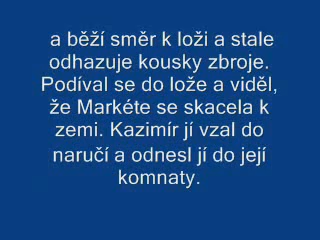 a běží směr k loži a stale
odhazuje kousky zbroje.
Podíval se do lože a viděl,
že Markéte se skacela k
zemi. Kazimír jí vzal do
naručí a odnesl jí do její
komnaty.